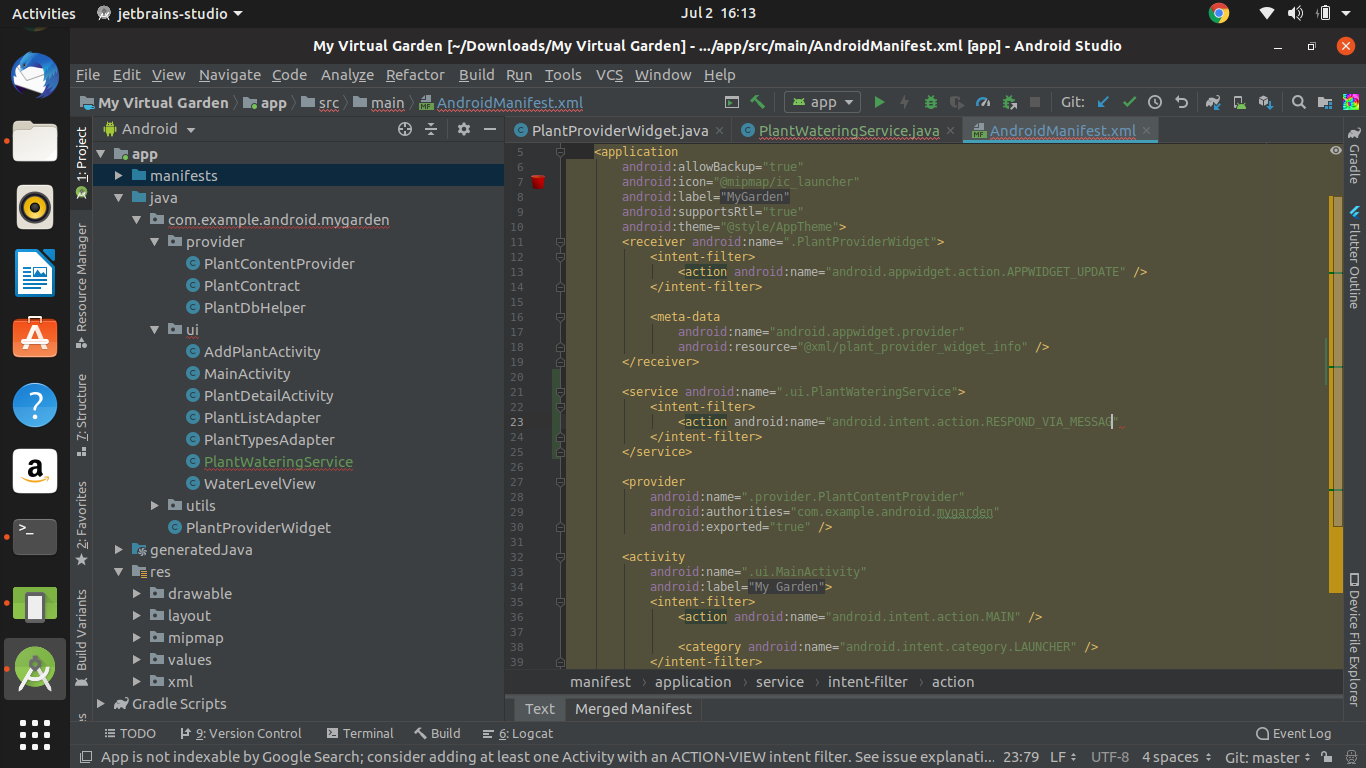 Activities
jetbrains-studio
Jul 2 16:13
My Virtual Garden [~/Downloads/My Virtual Garden] - .../app/src/main/AndroidManifest.xml [app] - Android Studio
File Edit View Navigate Code Analyze Refactor Build Run Tools VCS Window Help
My Virtual Garden app src main AndroidManifest.xml
app
Git:
Android
PlantProviderWidget.java
PlantWateringService.java
AndroidManifest.xml
1: Project
Resource Manager
7: Structure
2: Favorites
Build Variants
app
manifests
java
com.example.android.mygarden
provider
PlantContentProvider
PlantContract
PlantDbHelper
ui
AddPlantActivity
MainActivity
PlantDetailActivity
PlantListAdapter
PlantTypesAdapter
PlantWateringService
WaterLevelView
utils
PlantProviderWidget
generatedJava
res
drawable
layout
mipmap
values
xml
Gradle Scripts
5 <application
6 android:allowBackup="true"
7 android:icon="@mipmap/ic_launcher"
8 android:label="MyGarden"
9 android:supportsRtl="true"
10 android:theme="@style/AppTheme">
11 <receiver android:name=".PlantProviderWidget">
12 <intent-filter>
13 <action android:name="android.appwidget.action.APPWIDGET_UPDATE" />
14 </intent-filter>
15
16 <meta-data
17 android:name="android.appwidget.provider"
18 android:resource="@xml/plant_provider_widget_info" />
19 </receiver>
20
21 <service android:name=".ui.PlantWateringService">
22 <intent-filter>
23 <action android:name="android.intent.action.RESPOND_VIA_MESSAG"
24 </intent-filter>
25 </service>
26
27 <provider
28 android:name=".provider.PlantContentProvider"
29 android:authorities="com.example.android.mygarden"
30 android:exported="true" />
31
32 <activity
33 android:name=".ui.MainActivity"
34 android:label="My Garden">
35 <intent-filter>
36 <action android:name="android.intent.action.MAIN" />
37
38 <category android:name="android.intent.category.LAUNCHER" />
39 </intent-filter>
manifest › application › service › intent-filter › action
Text Merged Manifest
Gradle
Flutter Outline
Device File Explorer
TODO
9: Version Control
Terminal
Build
6: Logcat
Event Log
App is not indexable by Google Search; consider adding at least one Activity with an ACTION-VIEW intent filter. See issue explanati...
23:79 LF UTF-8 4 spaces Git: master